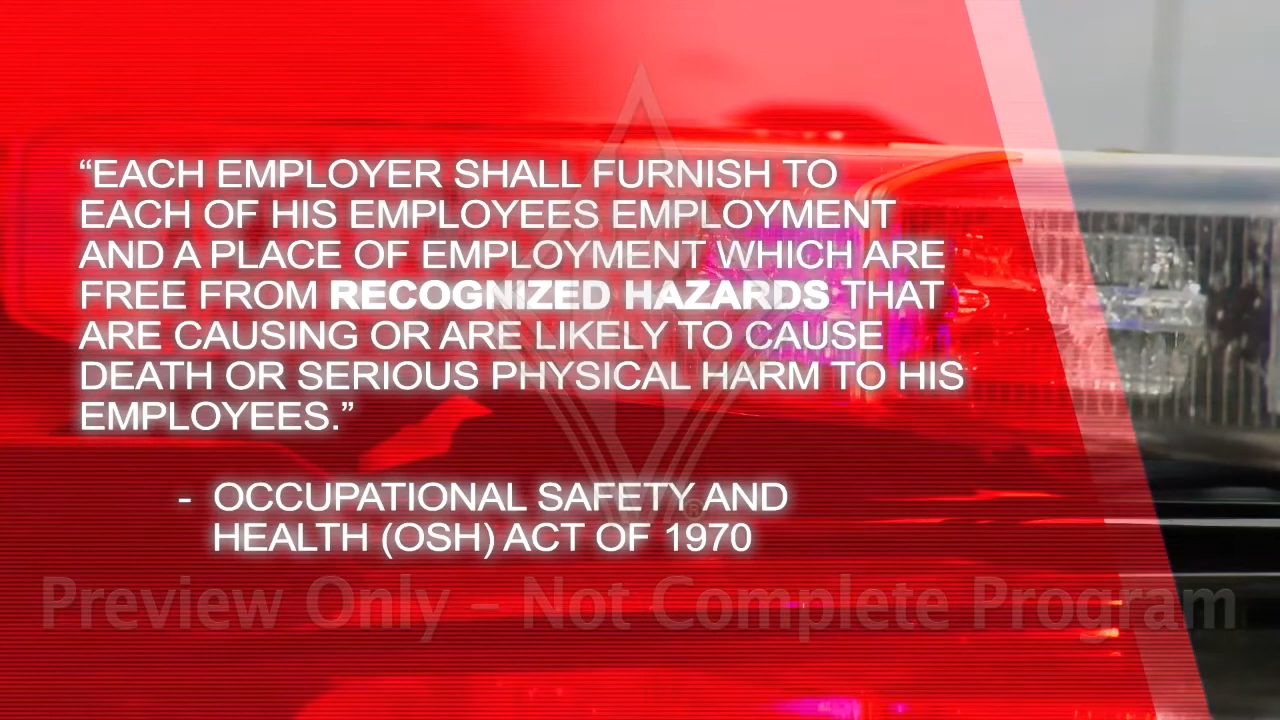 “EACH EMPLOYER SHALL FURNISH TO
EACH OF HIS EMPLOYEES EMPLOYMENT
AND A PLACE OF EMPLOYMENT WHICH ARE
FREE FROM RECOGNIZED HAZARDS THAT
ARE CAUSING OR ARE LIKELY TO CAUSE
DEATH OR SERIOUS PHYSICAL HARM TO HIS
EMPLOYEES.”
- OCCUPATIONAL SAFETY AND
HEALTH (OSH) ACT OF 1970
®
Preview Only – Not Complete Program